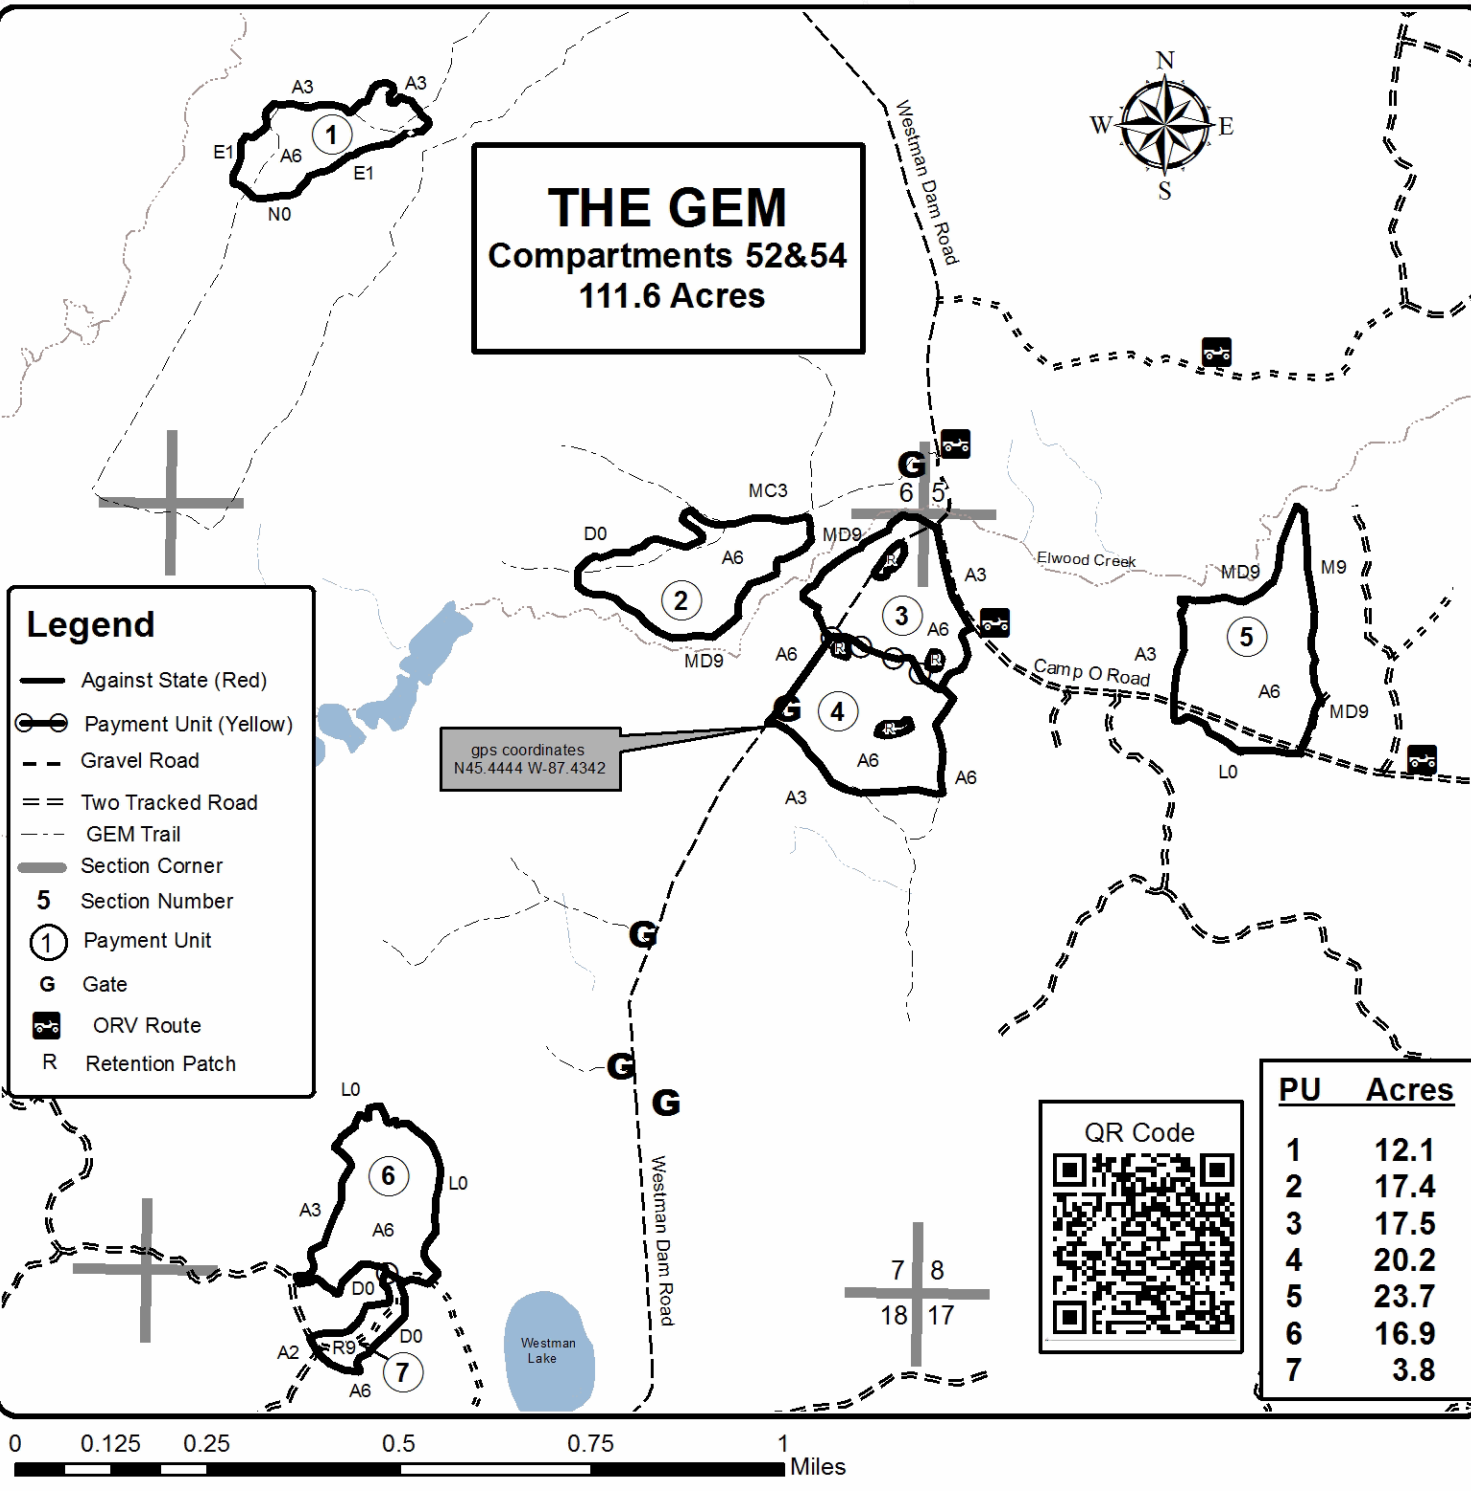 A3
A3
N
W
E
S
1
E1
A6
E1
N0
Westman Dam Road
THE GEM
Compartments 52&54
111.6 Acres
G
6
5
MC3
D0
A6
MD9
2
MD9
R
A3
Elwood Creek
3
A6
R
R
A6
MD9
M9
5
A3
A6
MD9
L0
Camp O Road
G
4
R
A6
A6
A3
gps coordinates
N45.4444 W-87.4342
Legend
Against State (Red)
Payment Unit (Yellow)
Gravel Road
Two Tracked Road
GEM Trail
Section Corner
5 Section Number
1 Payment Unit
G Gate
ORV Route
R Retention Patch
G
G
G
L0
6
L0
A3
A6
D0
D0
A2
R9
7
A6
Westman Dam Road
Westman
Lake
7
8
18
17
QR Code
PU Acres
1 12.1
2 17.4
3 17.5
4 20.2
5 23.7
6 16.9
7 3.8
0 0.125 0.25 0.5 0.75 1
Miles